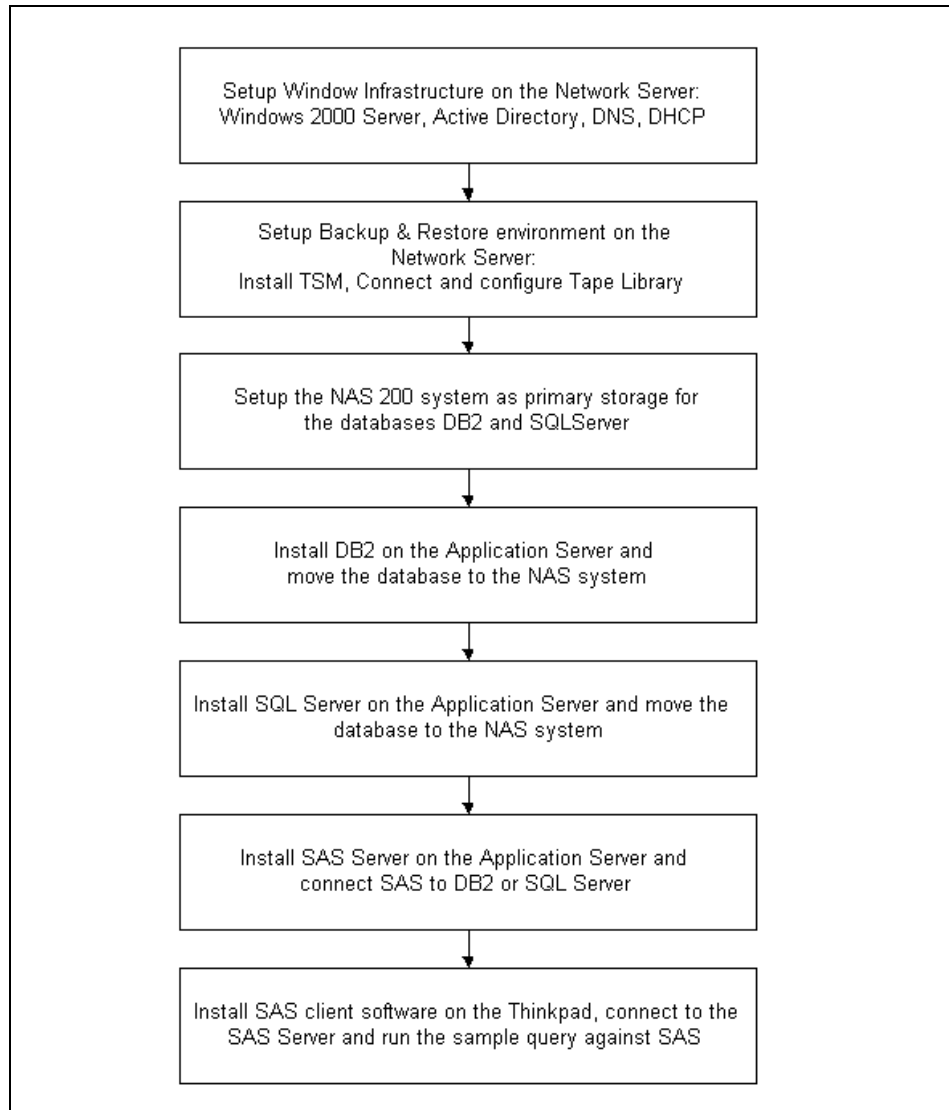 Setup Window Infrastructure on the Network Server:
Windows 2000 Server, Active Directory, DNS, DHCP
Setup Backup & Restore environment on the
Network Server:
Install TSM, Connect and configure Tape Library
Setup the NAS 200 system as primary storage for
the databases DB2 and SQLServer
Install DB2 on the Application Server and
move the database to the NAS system
Install SQL Server on the Application Server and move the
database to the NAS system
Install SAS Server on the Application Server and
connect SAS to DB2 or SQL Server
Install SAS client software on the Thinkpad, connect to the
SAS Server and run the sample query against SAS